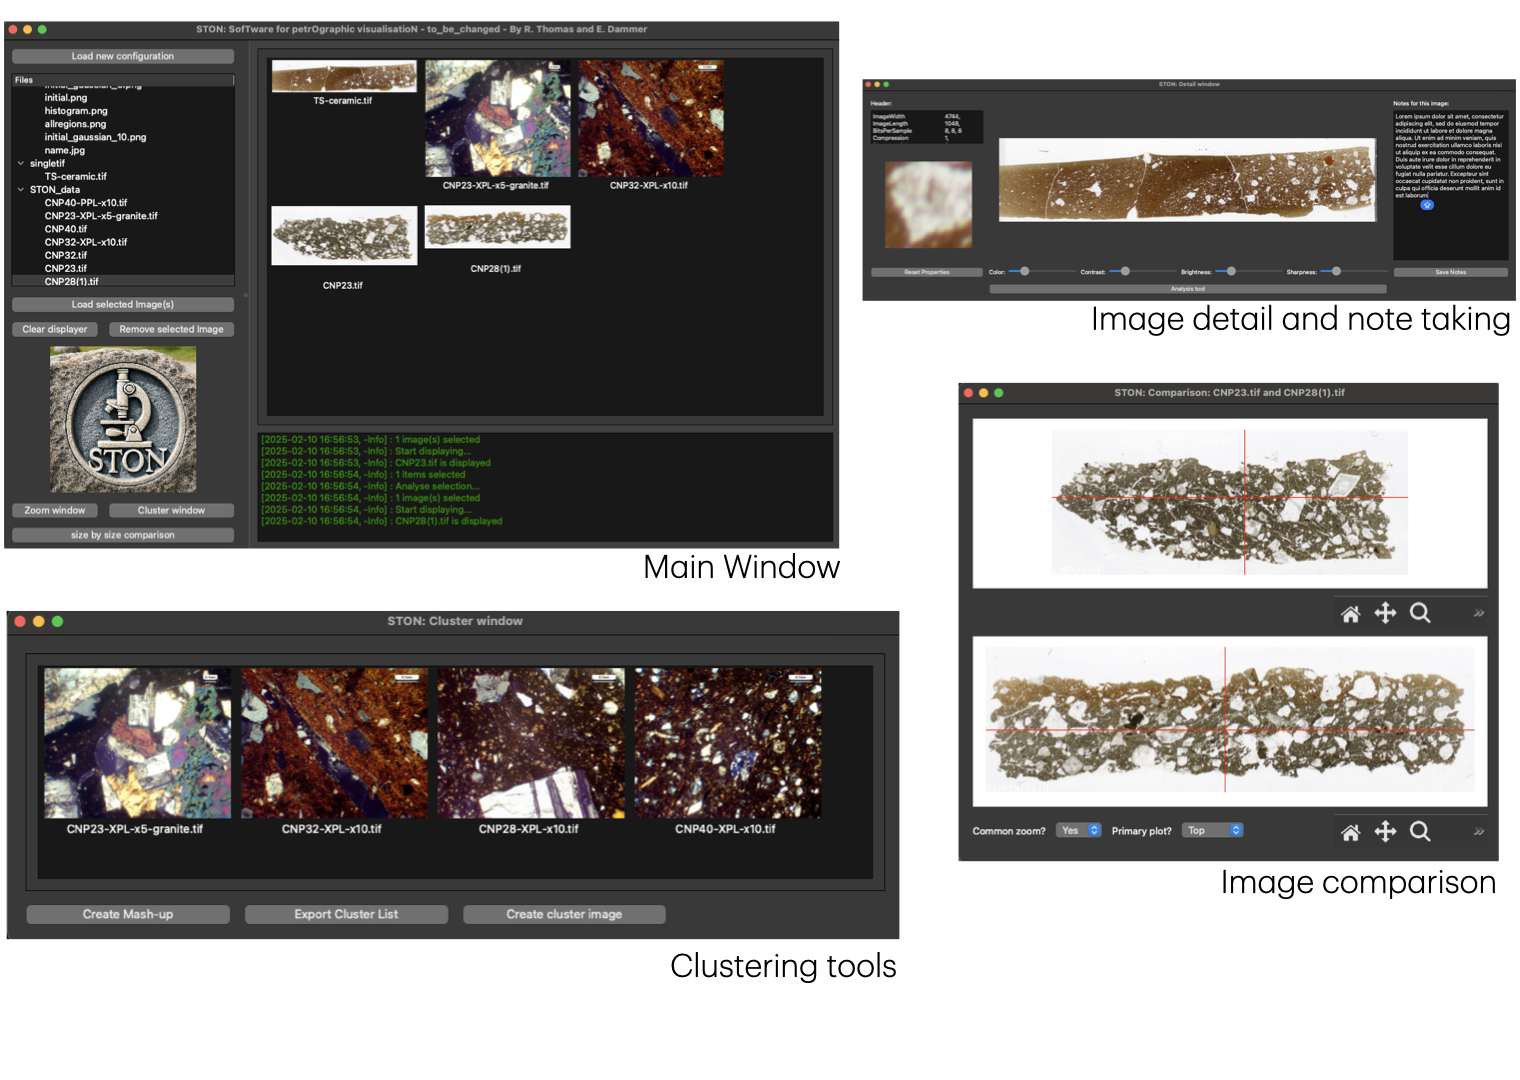 STON: SofTware for petrOgraphic visualisatioN - to_be_changed - By R. Thomas and E. Dammer
Load new configuration
Files
initial.png
histogram.png
allregions.png
initial_gaussian_10.png
name.jpg
singletif
TS-ceramic.tif
STON_data
CNP40-PPL-x10.tif
CNP23-XPL-x5-granite.tif
CNP40.tif
CNP32-XPL-x10.tif
CNP32.tif
CNP23.tif
CNP28(1).tif
Load selected Image(s)
Clear displayer
Remove selected Image
STON
Zoom window
Cluster window
size by size comparison
TS-ceramic.tif
CNP23-XPL-x5-granite.tif
CNP32-XPL-x10.tif
CNP23.tif
CNP28(1).tif
[2025-02-10 16:56:53, -Info] : 1 image(s) selected
[2025-02-10 16:56:53, -Info] : Start displaying...
[2025-02-10 16:56:53, -Info] : CNP23.tif is displayed
[2025-02-10 16:56:54, -Info] : 1 items selected
[2025-02-10 16:56:54, -Info] : Analyse selection...
[2025-02-10 16:56:54, -Info] : 1 image(s) selected
[2025-02-10 16:56:54, -Info] : Start displaying...
[2025-02-10 16:56:54, -Info] : CNP28(1).tif is displayed
Main Window
STON: Detail window
Header:
ImageWidth 4744,
ImageLength 1048,
BitsPerSample 8, 8, 8
Compression 1,
Reset Properties
Color:
Contrast:
Brightness:
Sharpness:
Analysis tool
Notes for this image:
Lorem ipsum dolor sit amet, consectetur
adipiscing elit, sed do eiusmod tempor
incididunt ut labore et dolore magna
aliqua. Ut enim ad minim veniam, quis
nostrud exercitation ullamco laboris nisi
ut aliquip ex ea commodo consequat.
Duis aute irure dolor in reprehenderit in
voluptate velit esse cillum dolore eu
fugiat nulla pariatur. Excepteur sint
occaecat cupidatat non proident, sunt in
culpa qui officia deserunt mollit anim id
est laborum
Save Notes
Image detail and note taking
STON: Comparison: CNP23.tif and CNP28(1).tif
Common zoom?
Yes
Primary plot?
Top
Image comparison
STON: Cluster window
CNP23-XPL-x5-granite.tif
CNP32-XPL-x10.tif
CNP28-XPL-x10.tif
CNP40-XPL-x10.tif
Create Mash-up
Export Cluster List
Create cluster image
Clustering tools